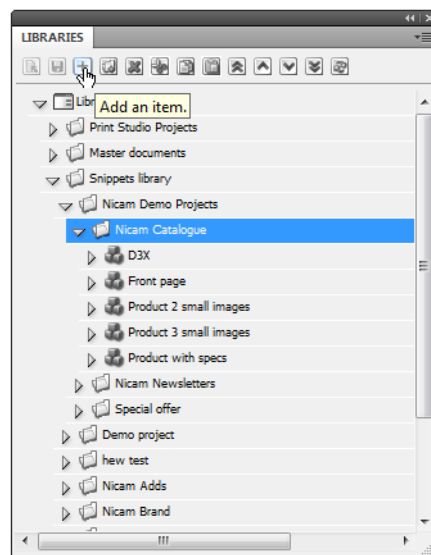 LIBRARIES
Libr
Add an item.
Print Studio Projects
Master documents
Snippets library
Nicam Demo Projects
Nicam Catalogue
D3X
Front page
Product 2 small images
Product 3 small images
Product with specs
Nicam Newsletters
Special offer
Demo project
hew test
Nicam Adds
Nicam Brand